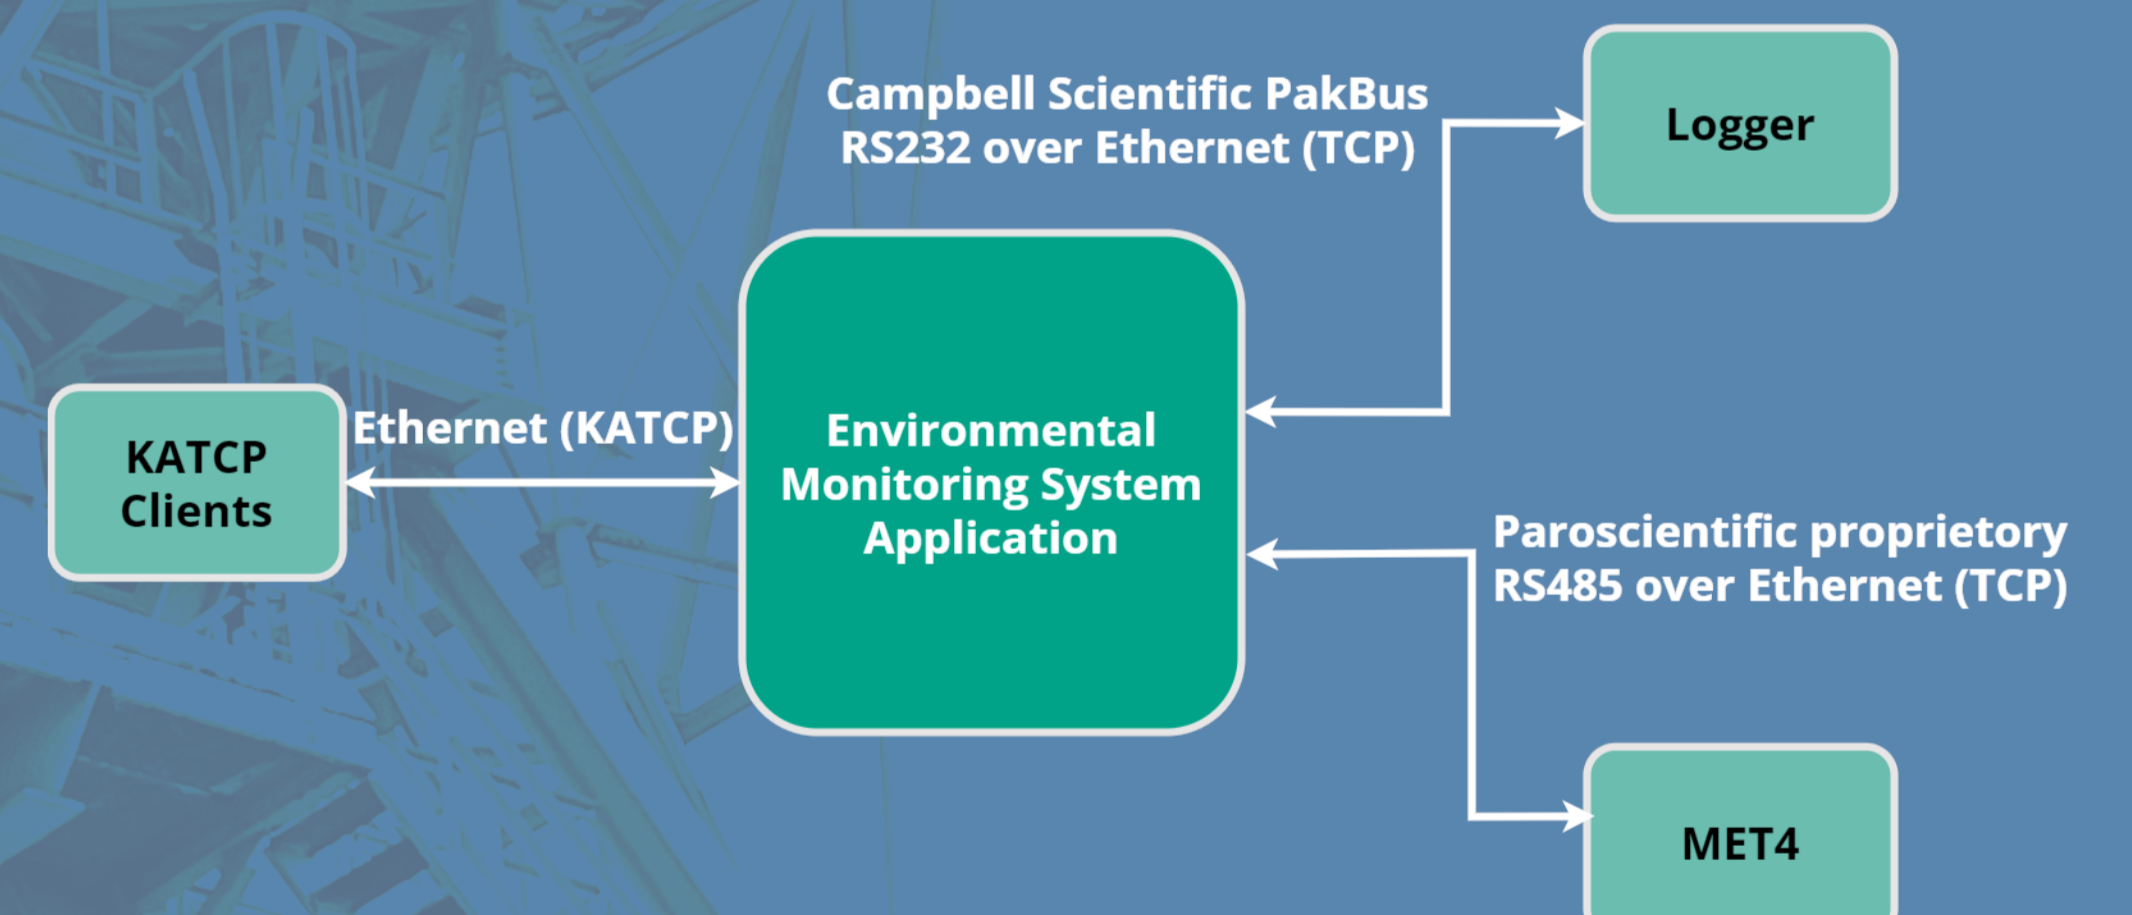 Campbell Scientific PakBus
RS232 over Ethernet (TCP)
Logger
KATCP
Clients
Ethernet (KATCP)
Environmental
Monitoring System
Application
Paroscientific proprietory
RS485 over Ethernet (TCP)
MET4